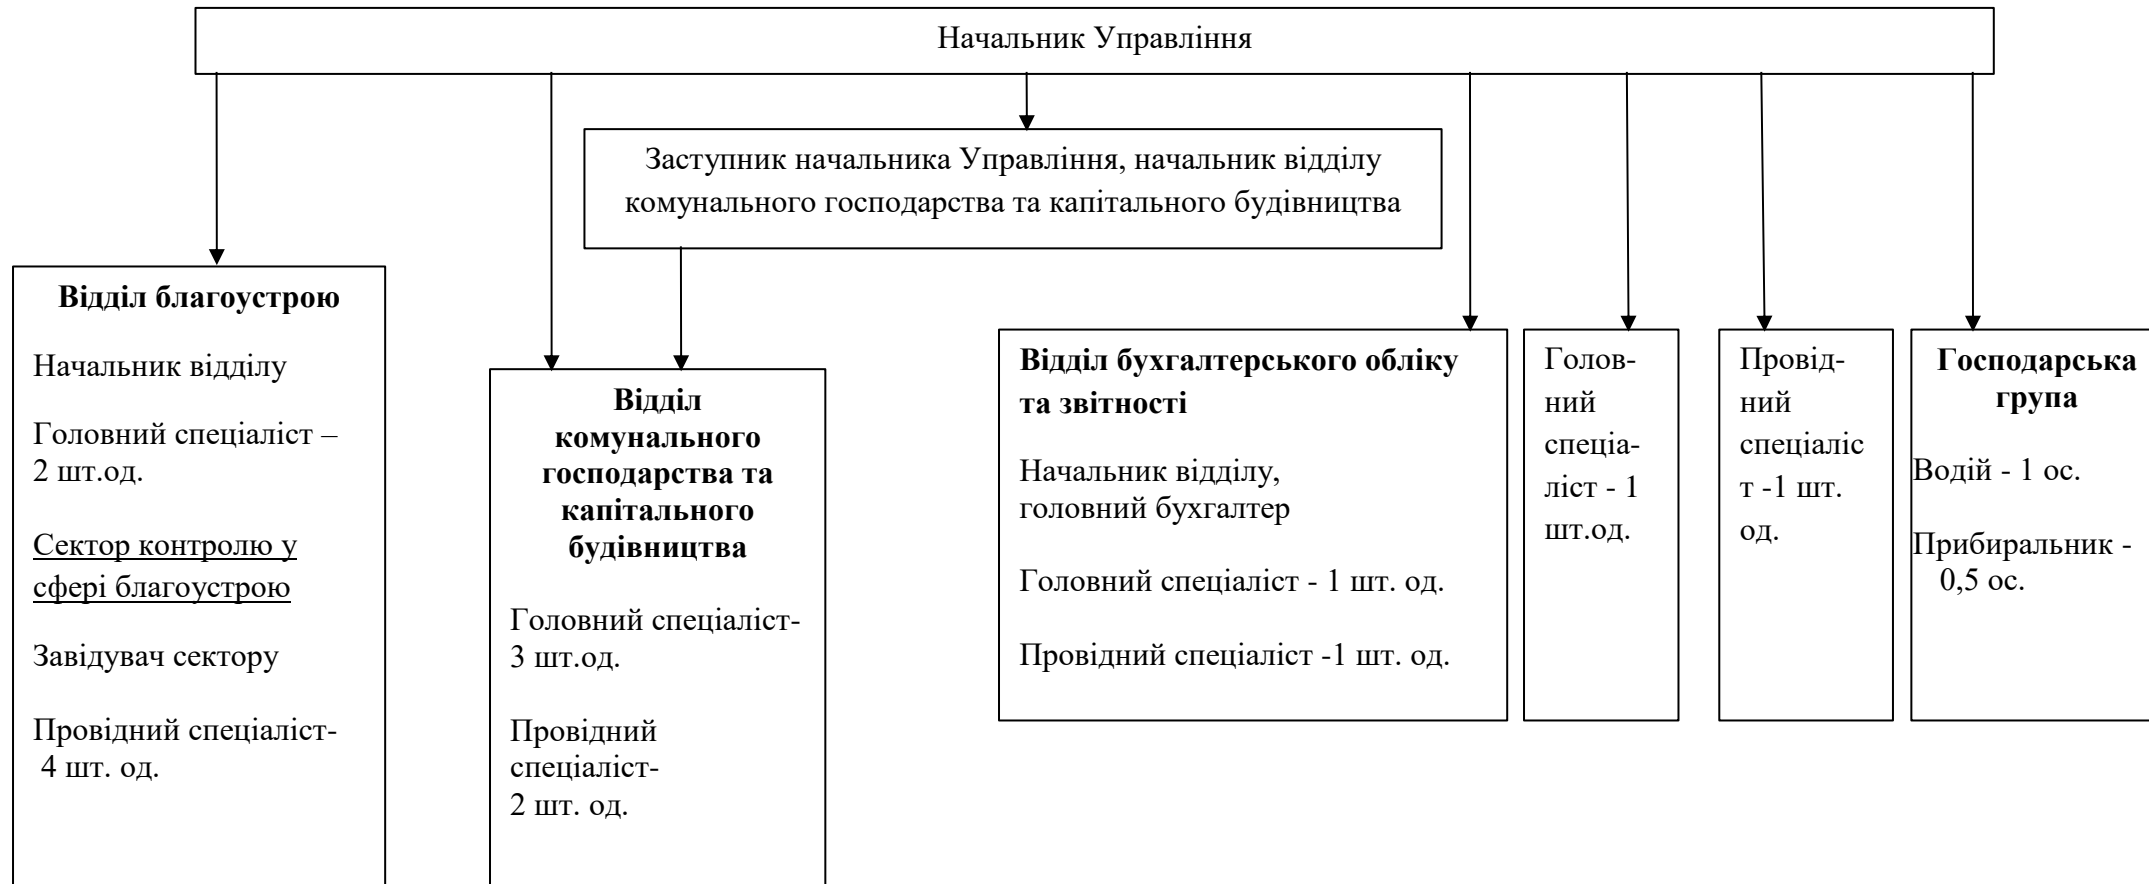 Начальник Управління
Заступник начальника Управління, начальник відділу
комунального господарства та капітального будівництва
Відділ благоустрою
Начальник відділу
Головний спеціаліст –
2 шт.од.
Сектор контролю у
сфері благоустрою
Завідувач сектору
Провідний спеціаліст-
4 шт. од.
Відділ
комунального
господарства та
капітального
будівництва
Головний спеціаліст-
3 шт.од.
Провідний
спеціаліст-
2 шт. од.
Відділ бухгалтерського обліку
та звітності
Начальник відділу,
головний бухгалтер
Головний спеціаліст - 1 шт. од.
Провідний спеціаліст -1 шт. од.
Голов-
ний
спеціа-
ліст - 1
шт.од.
Провід-
ний
спеціаліс
т -1 шт.
од.
Господарська
група
Водій - 1 ос.
Прибиральник -
0,5 ос.